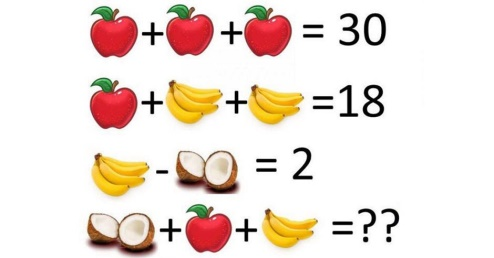 + + = 30
+ + =18
- = 2
+ + =??